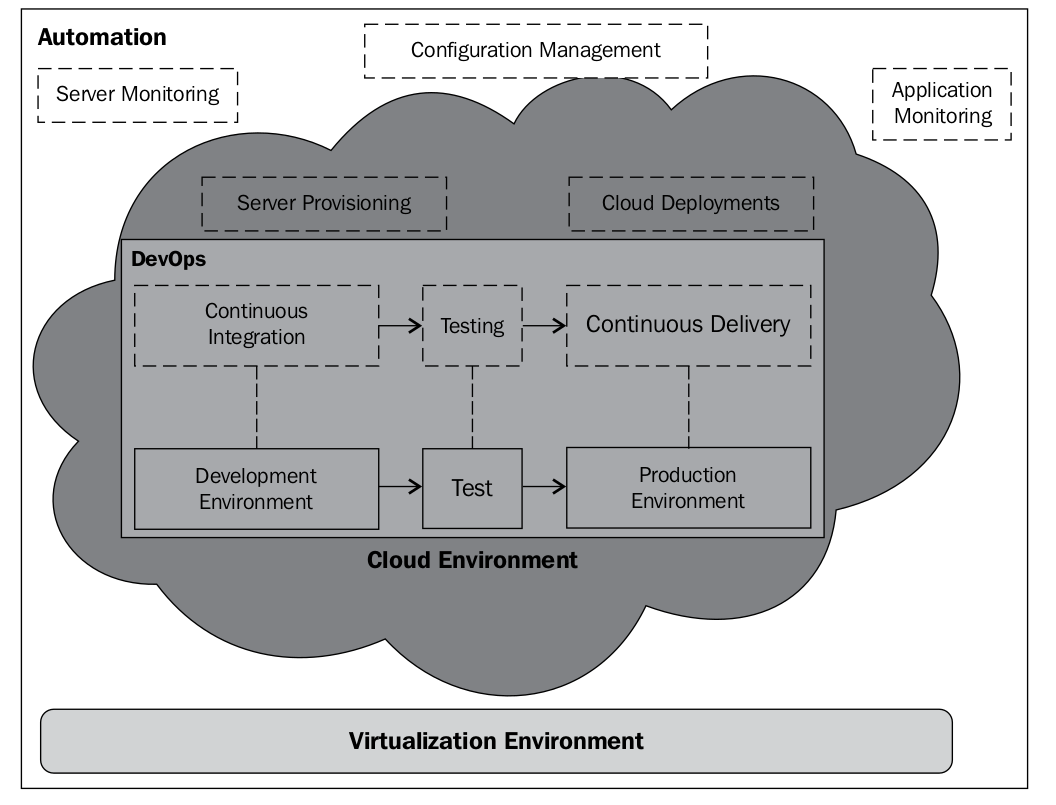 Automation
Configuration Management
Server Monitoring
Application
Monitoring
Server Provisioning
Cloud Deployments
DevOps
Continuous
Integration
Testing
Continuous Delivery
Development
Environment
Test
Production
Environment
Cloud Environment
Virtualization Environment